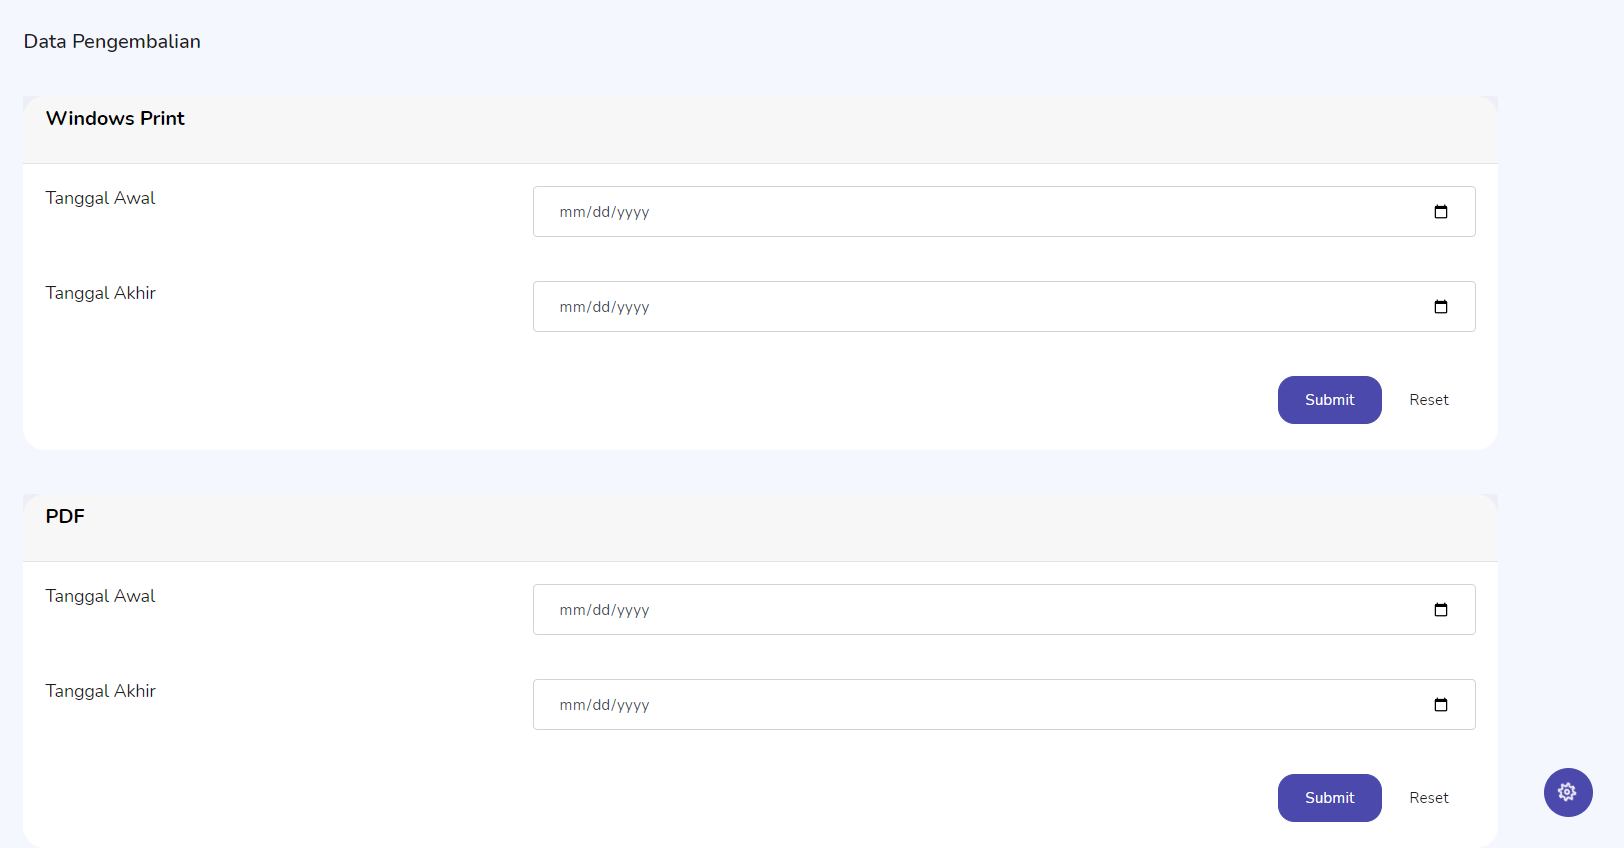 Data Pengembalian
Windows Print
Tanggal Awal
mm/dd/yyyy
Tanggal Akhir
mm/dd/yyyy
Submit Reset
PDF
Tanggal Awal
mm/dd/yyyy
Tanggal Akhir
mm/dd/yyyy
Submit Reset